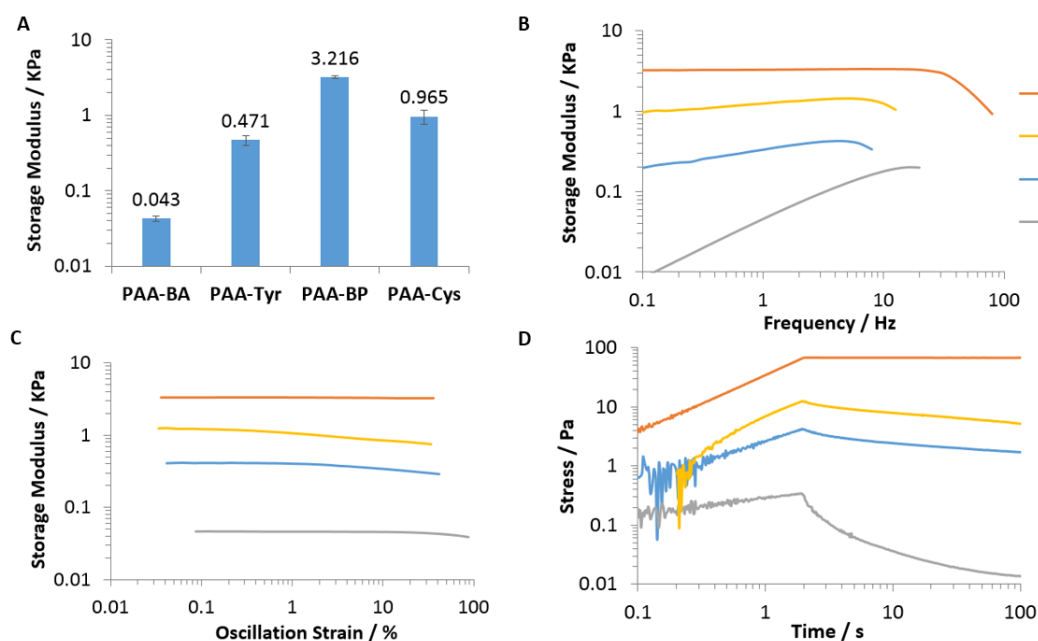 A
Storage Modulus / KPa
10
1
0.1
0.01
0.043
0.471
3.216
0.965
PAA-BA
PAA-Tyr
PAA-BP
PAA-Cys
B
Storage Modulus / KPa
10
1
0.1
0.01
0.1
1
10
100
Frequency / Hz
C
Storage Modulus / KPa
10
1
0.1
0.01
0.01
0.1
1
10
100
Oscillation Strain / %
D
Stress / Pa
100
10
1
0.1
0.01
0.1
1
10
100
Time / s